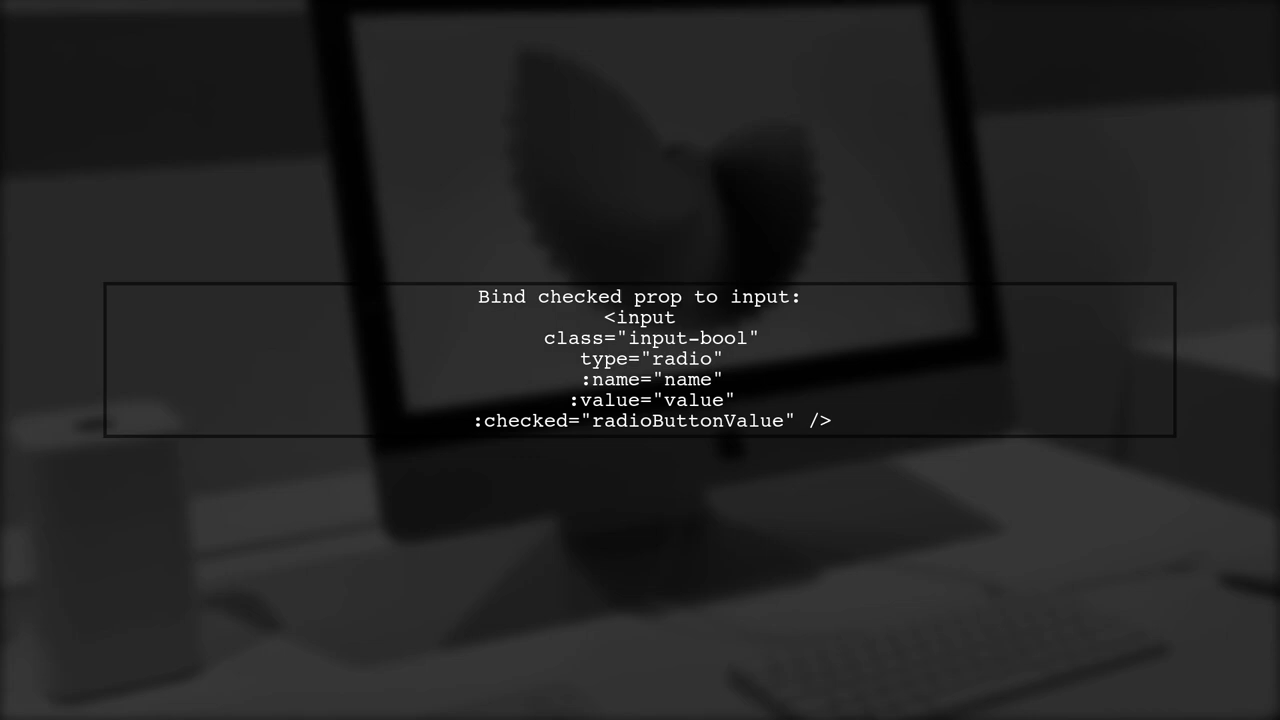 Bind checked prop to input:
<input
class="input-bool"
type="radio"
:name="name"
:value="value"
:checked="radioButtonValue" />